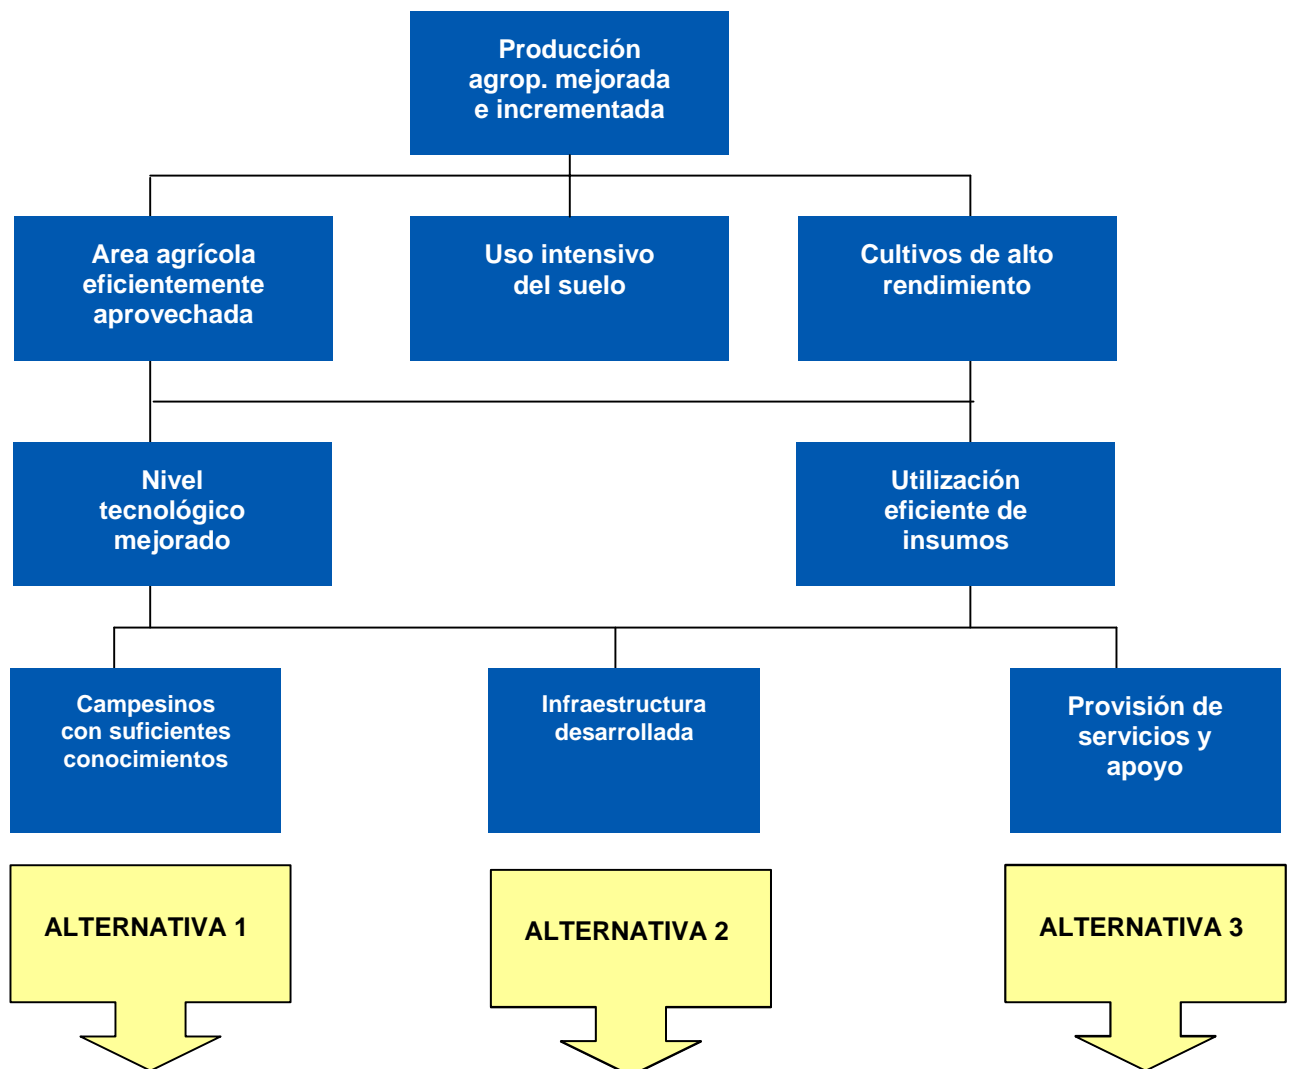 Producción
agrop. mejorada
e incrementada
Area agrícola
eficientemente
aprovechada
Uso intensivo
del suelo
Cultivos de alto
rendimiento
Nivel
tecnológico
mejorado
Utilización
eficiente de
insumos
Campesinos
con suficientes
conocimientos
Infraestructura
desarrollada
Provisión de
servicios y
apoyo
ALTERNATIVA 1
ALTERNATIVA 2
ALTERNATIVA 3